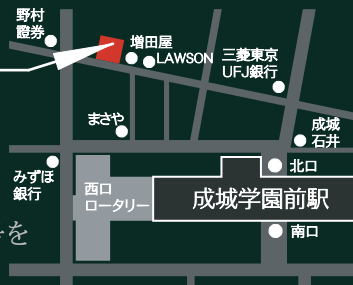 野村
證券
増田屋
LAWSON
三菱東京
UFJ銀行
まさや
成城
石井
みずほ
銀行
西口
ロータリー
北口
成城学園前駅
南口
を